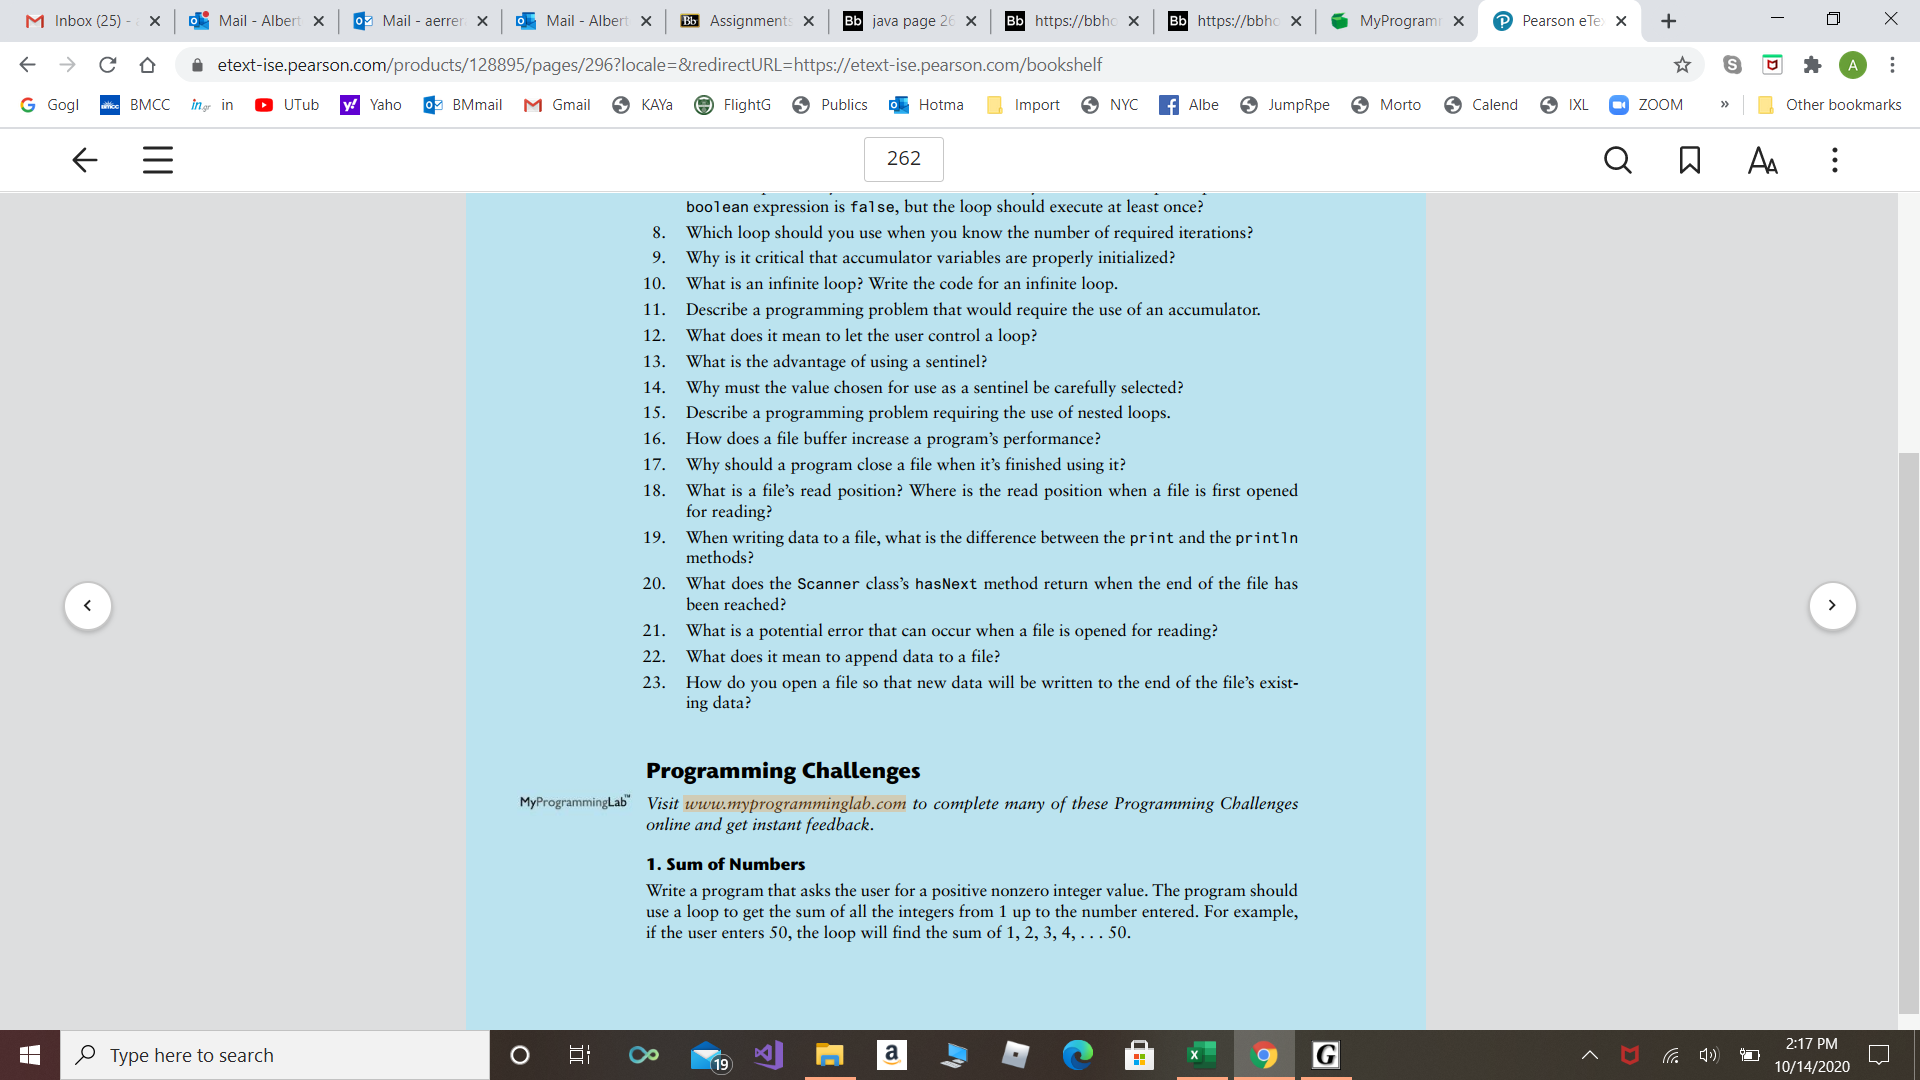 Inbox (25) -
Mail - Albert
Mail - aerrer
Mail - Albert
Assignments
java page 26
https://bbho
https://bbho
MyProgramm
Pearson eTex
etext-ise.pearson.com/products/128895/pages/296?locale=&redirectURL=https://etext-ise.pearson.com/bookshelf
Gogl BMCC in UTub Yaho BMmail Gmail KAYa FlightG Publics Hotma Import NYC Albe JumpRpe Morto Calend IXL ZOOM » Other bookmarks
262
boolean expression is false, but the loop should execute at least once?
8. Which loop should you use when you know the number of required iterations?
9. Why is it critical that accumulator variables are properly initialized?
10. What is an infinite loop? Write the code for an infinite loop.
11. Describe a programming problem that would require the use of an accumulator.
12. What does it mean to let the user control a loop?
13. What is the advantage of using a sentinel?
14. Why must the value chosen for use as a sentinel be carefully selected?
15. Describe a programming problem requiring the use of nested loops.
16. How does a file buffer increase a program's performance?
17. Why should a program close a file when it's finished using it?
18. What is a file's read position? Where is the read position when a file is first opened
for reading?
19. When writing data to a file, what is the difference between the print and the println
methods?
20. What does the Scanner class's hasNext method return when the end of the file has
been reached?
21. What is a potential error that can occur when a file is opened for reading?
22. What does it mean to append data to a file?
23. How do you open a file so that new data will be written to the end of the file's exist-
ing data?
Programming Challenges
MyProgrammingLab™ Visit www.myprogramminglab.com to complete many of these Programming Challenges
online and get instant feedback.
1. Sum of Numbers
Write a program that asks the user for a positive nonzero integer value. The program should
use a loop to get the sum of all the integers from 1 up to the number entered. For example,
if the user enters 50, the loop will find the sum of 1, 2, 3, 4, . . . 50.
Type here to search
19
2:17 PM
10/14/2020